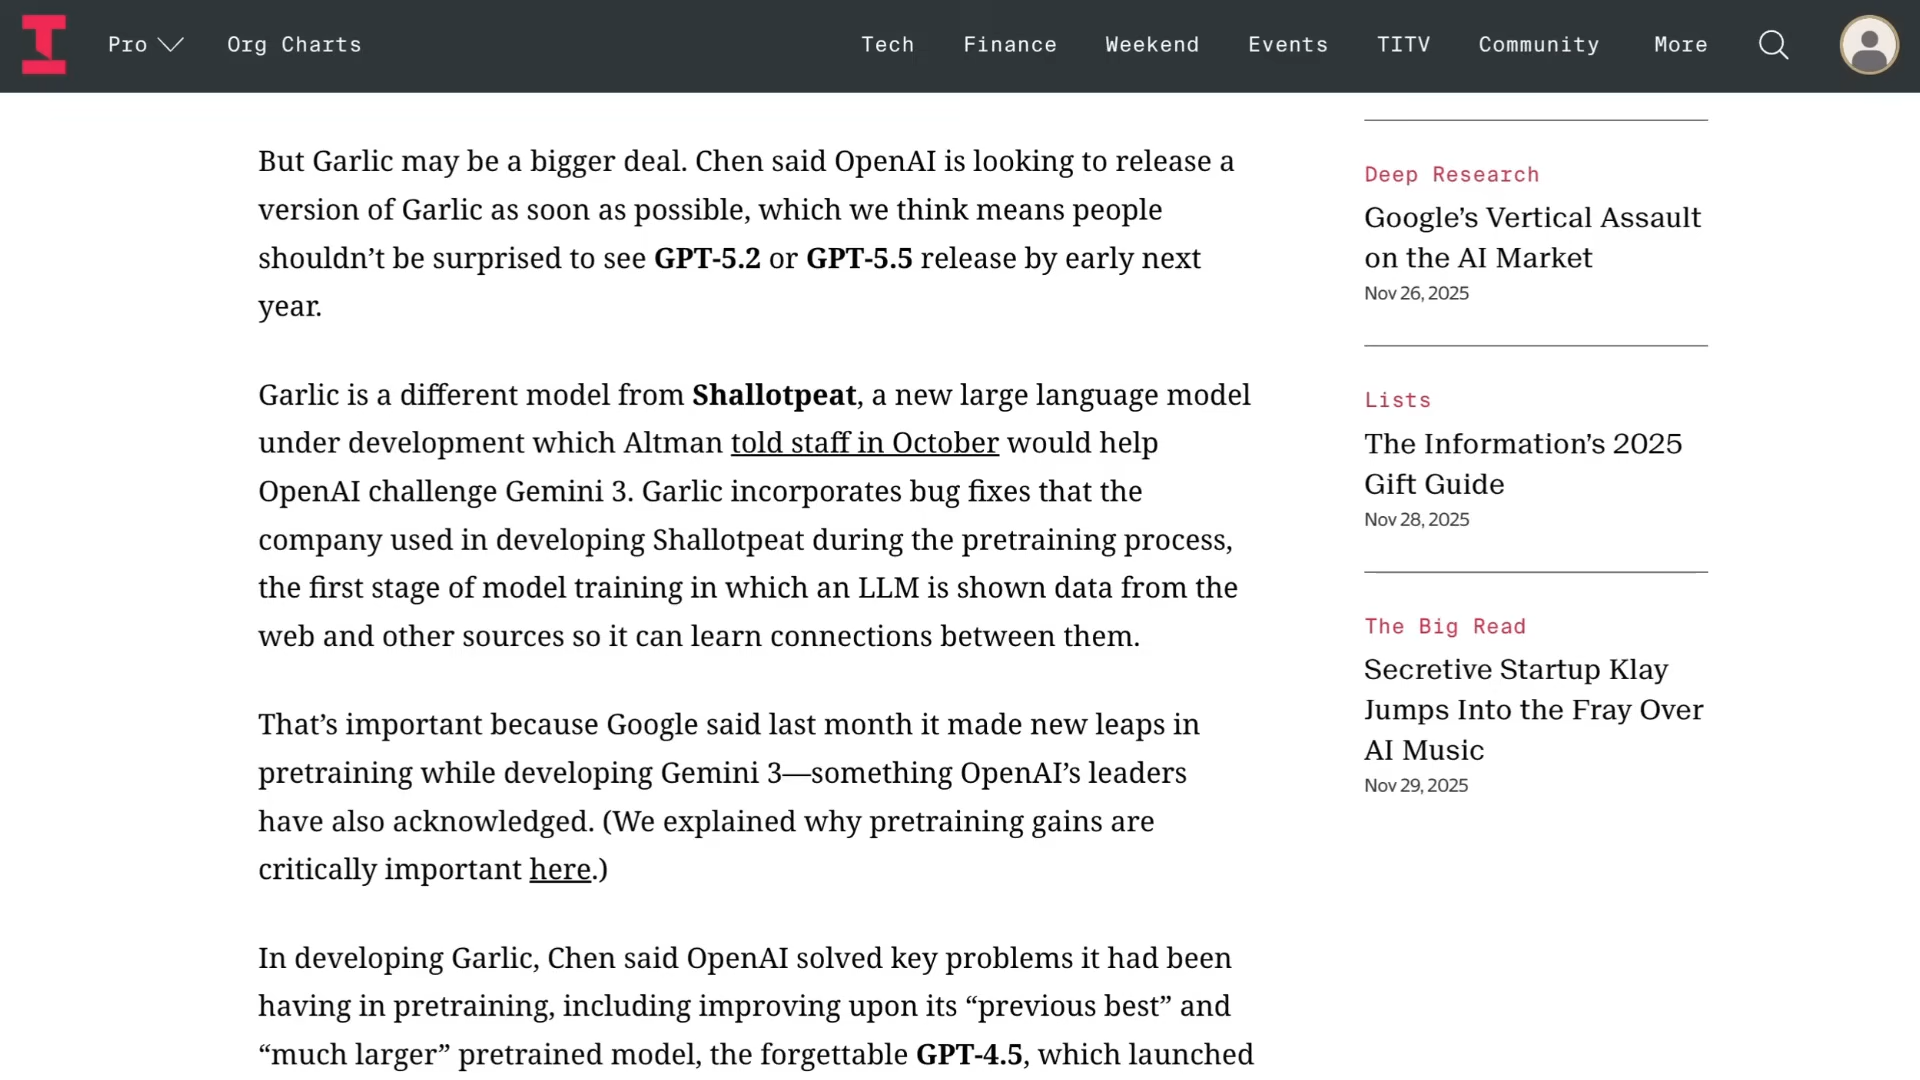 Pro
Org Charts
Tech
Finance
Weekend
Events
TITV
Community
More
But Garlic may be a bigger deal. Chen said OpenAI is looking to release a
version of Garlic as soon as possible, which we think means people
shouldn’t be surprised to see GPT-5.2 or GPT-5.5 release by early next
year.
Garlic is a different model from Shallotpeat, a new large language model
under development which Altman told staff in October would help
OpenAI challenge Gemini 3. Garlic incorporates bug fixes that the
company used in developing Shallotpeat during the pretraining process,
the first stage of model training in which an LLM is shown data from the
web and other sources so it can learn connections between them.
That’s important because Google said last month it made new leaps in
pretraining while developing Gemini 3—something OpenAI’s leaders
have also acknowledged. (We explained why pretraining gains are
critically important here.)
In developing Garlic, Chen said OpenAI solved key problems it had been
having in pretraining, including improving upon its “previous best” and
“much larger” pretrained model, the forgettable GPT-4.5, which launched
Deep Research
Google’s Vertical Assault
on the AI Market
Nov 26, 2025
Lists
The Information’s 2025
Gift Guide
Nov 28, 2025
The Big Read
Secretive Startup Klay
Jumps Into the Fray Over
AI Music
Nov 29, 2025